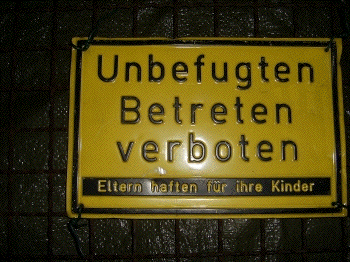 Unbefugten
Betreten
verboten
Eltern haften für ihre Kinder